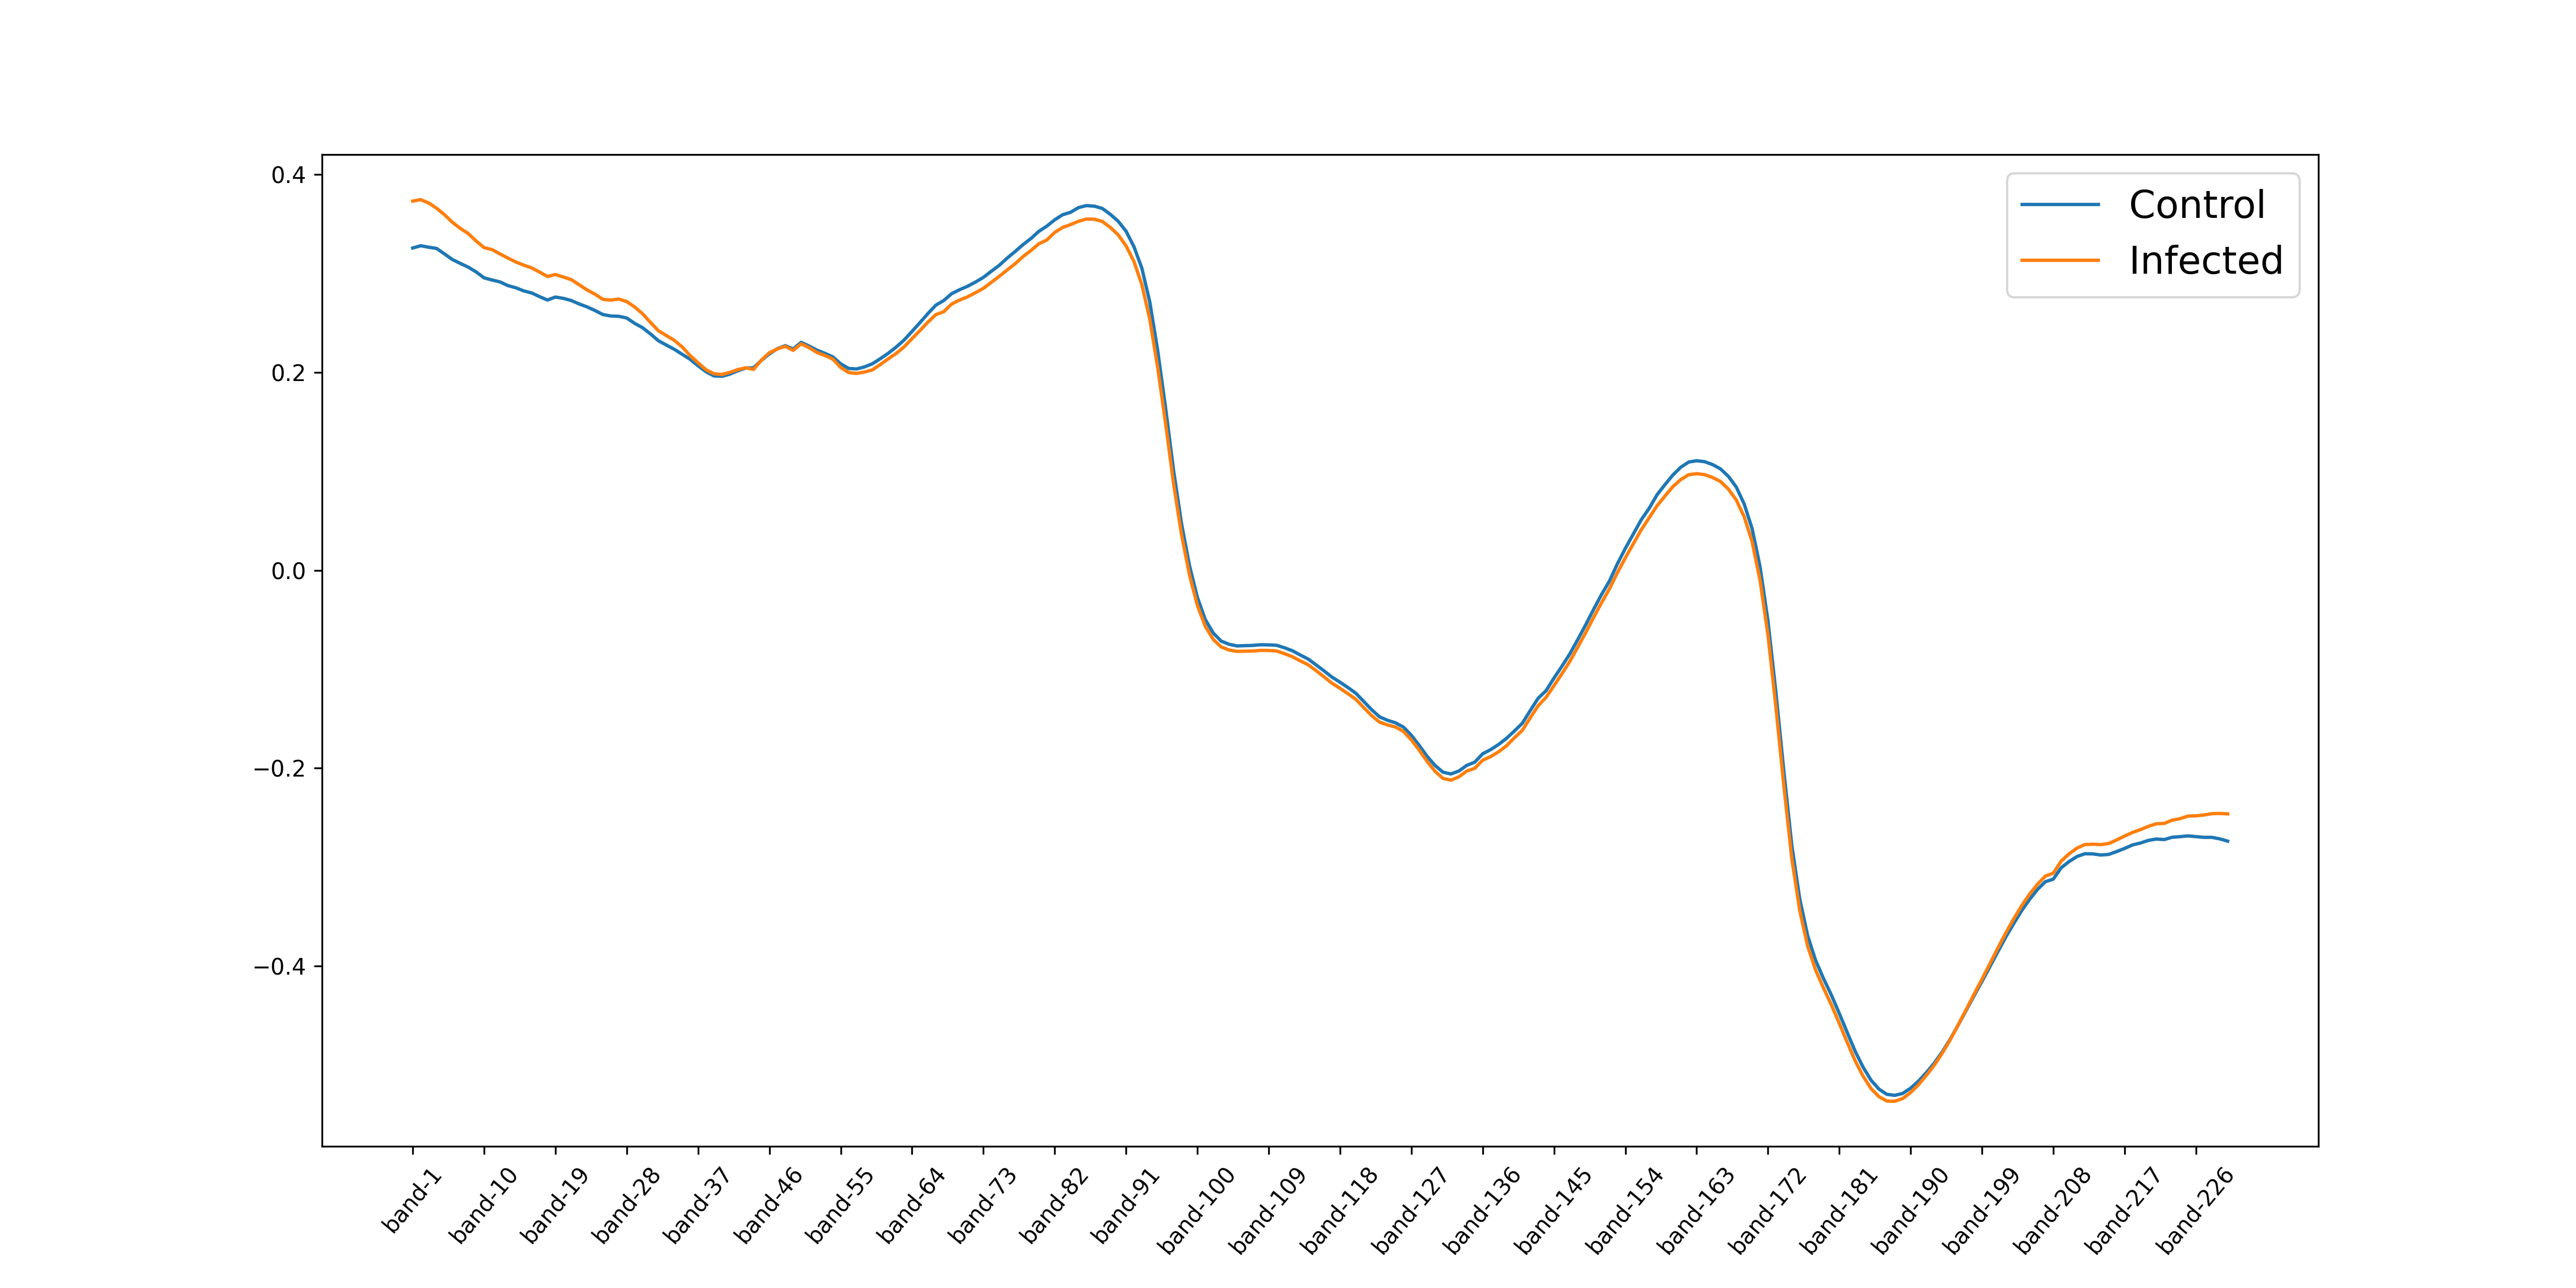 Control
Infected
0.4
0.2
0.0
−0.2
−0.4
band-1
band-10
band-19
band-28
band-37
band-46
band-55
band-64
band-73
band-82
band-91
band-100
band-109
band-118
band-127
band-136
band-145
band-154
band-163
band-172
band-181
band-190
band-199
band-208
band-217
band-226